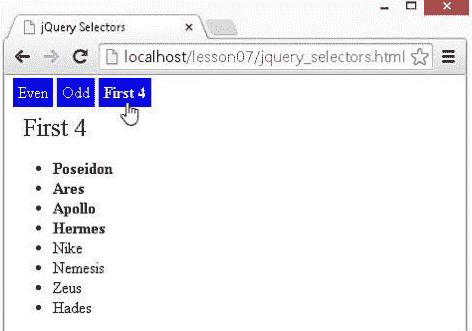 jQuery Selectors
localhost/lesson07/jquery_selectors.html
Even Odd First 4
First 4
Poseidon
Ares
Apollo
Hermes
Nike
Nemesis
Zeus
Hades